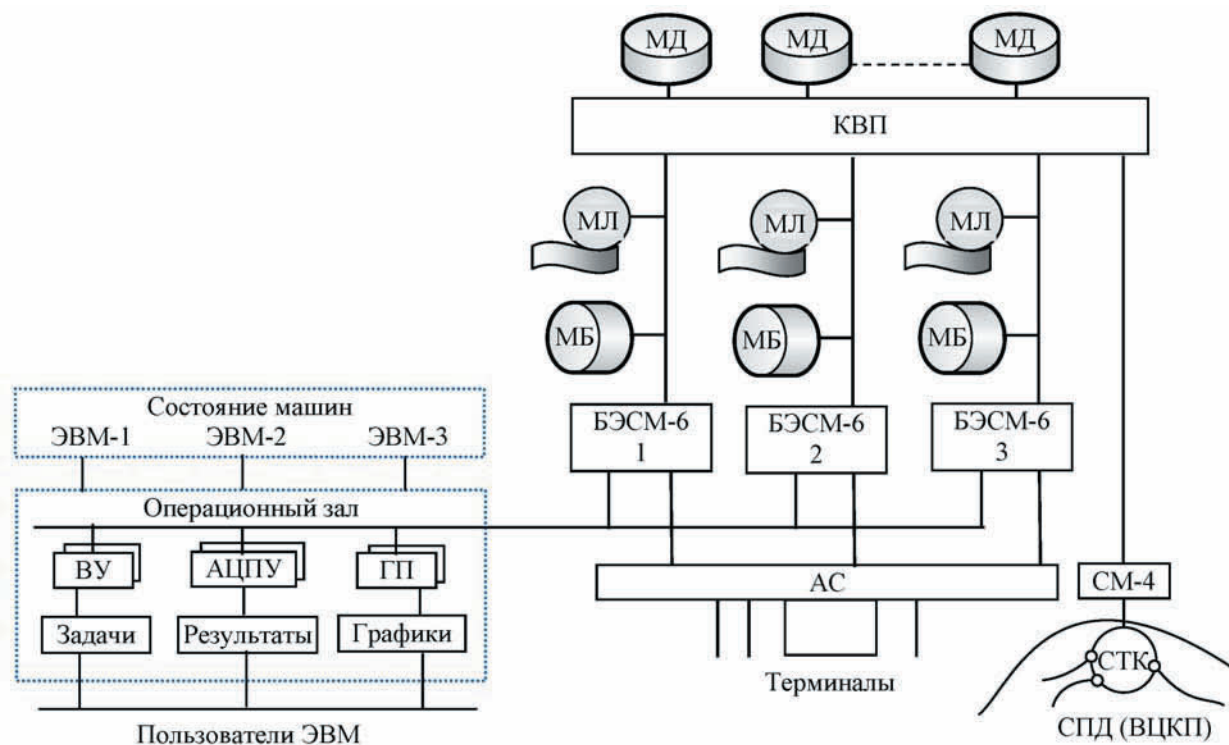 МД МД МД
КВП
МЛ МЛ МЛ
МБ МБ МБ
Состояние машин
ЭВМ-1 ЭВМ-2 ЭВМ-3
БЭСМ-6 БЭСМ-6 БЭСМ-6
1 2 3
Операционный зал
ВУ АЦПУ ГП
АС
СМ-4
Задачи Результаты Графики
Терминалы
СТК
СПД (ВЦКП)
Пользователи ЭВМ